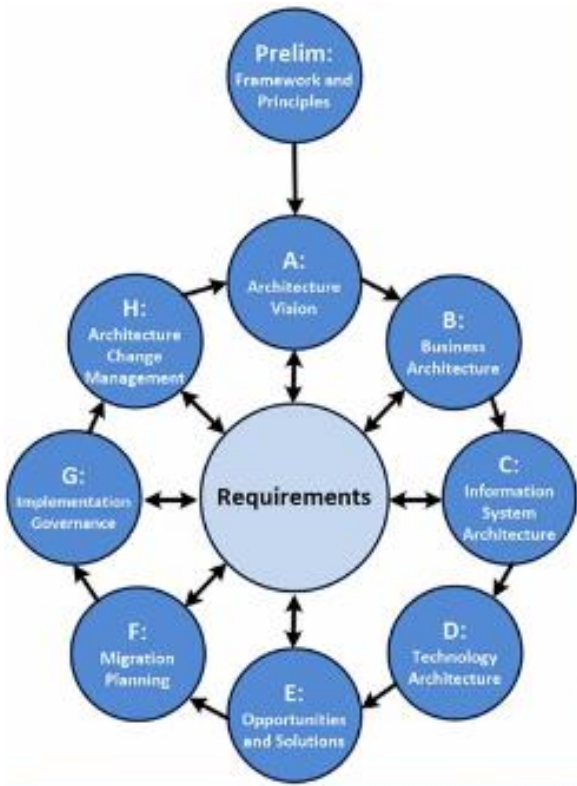 Prelim:
Framework and
Principles
A:
Architecture
Vision
H:
Architecture
Change
Management
B:
Business
Architecture
G:
Implementation
Governance
Requirements
C:
Information
System
Architecture
F:
Migration
Planning
D:
Technology
Architecture
E:
Opportunities
and Solutions